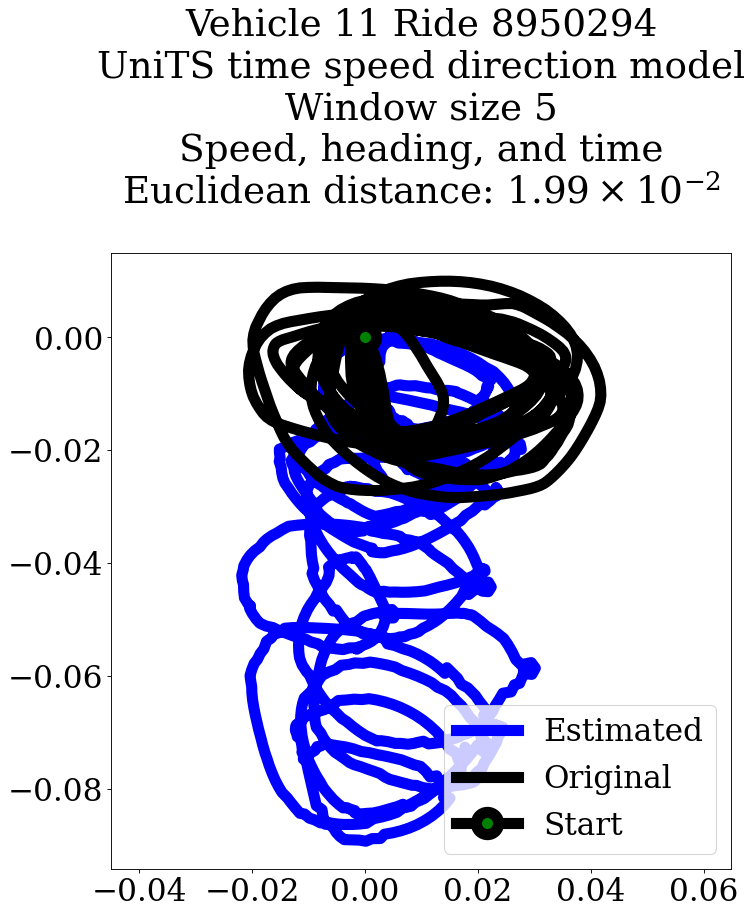 Vehicle 11 Ride 8950294
UniTS time speed direction model
Window size 5
Speed, heading, and time
Euclidean distance: 1.99 × 10⁻²
0.00
−0.02
−0.04
−0.06
−0.08
Estimated
Original
Start
−0.04 −0.02 0.00 0.02 0.04 0.06